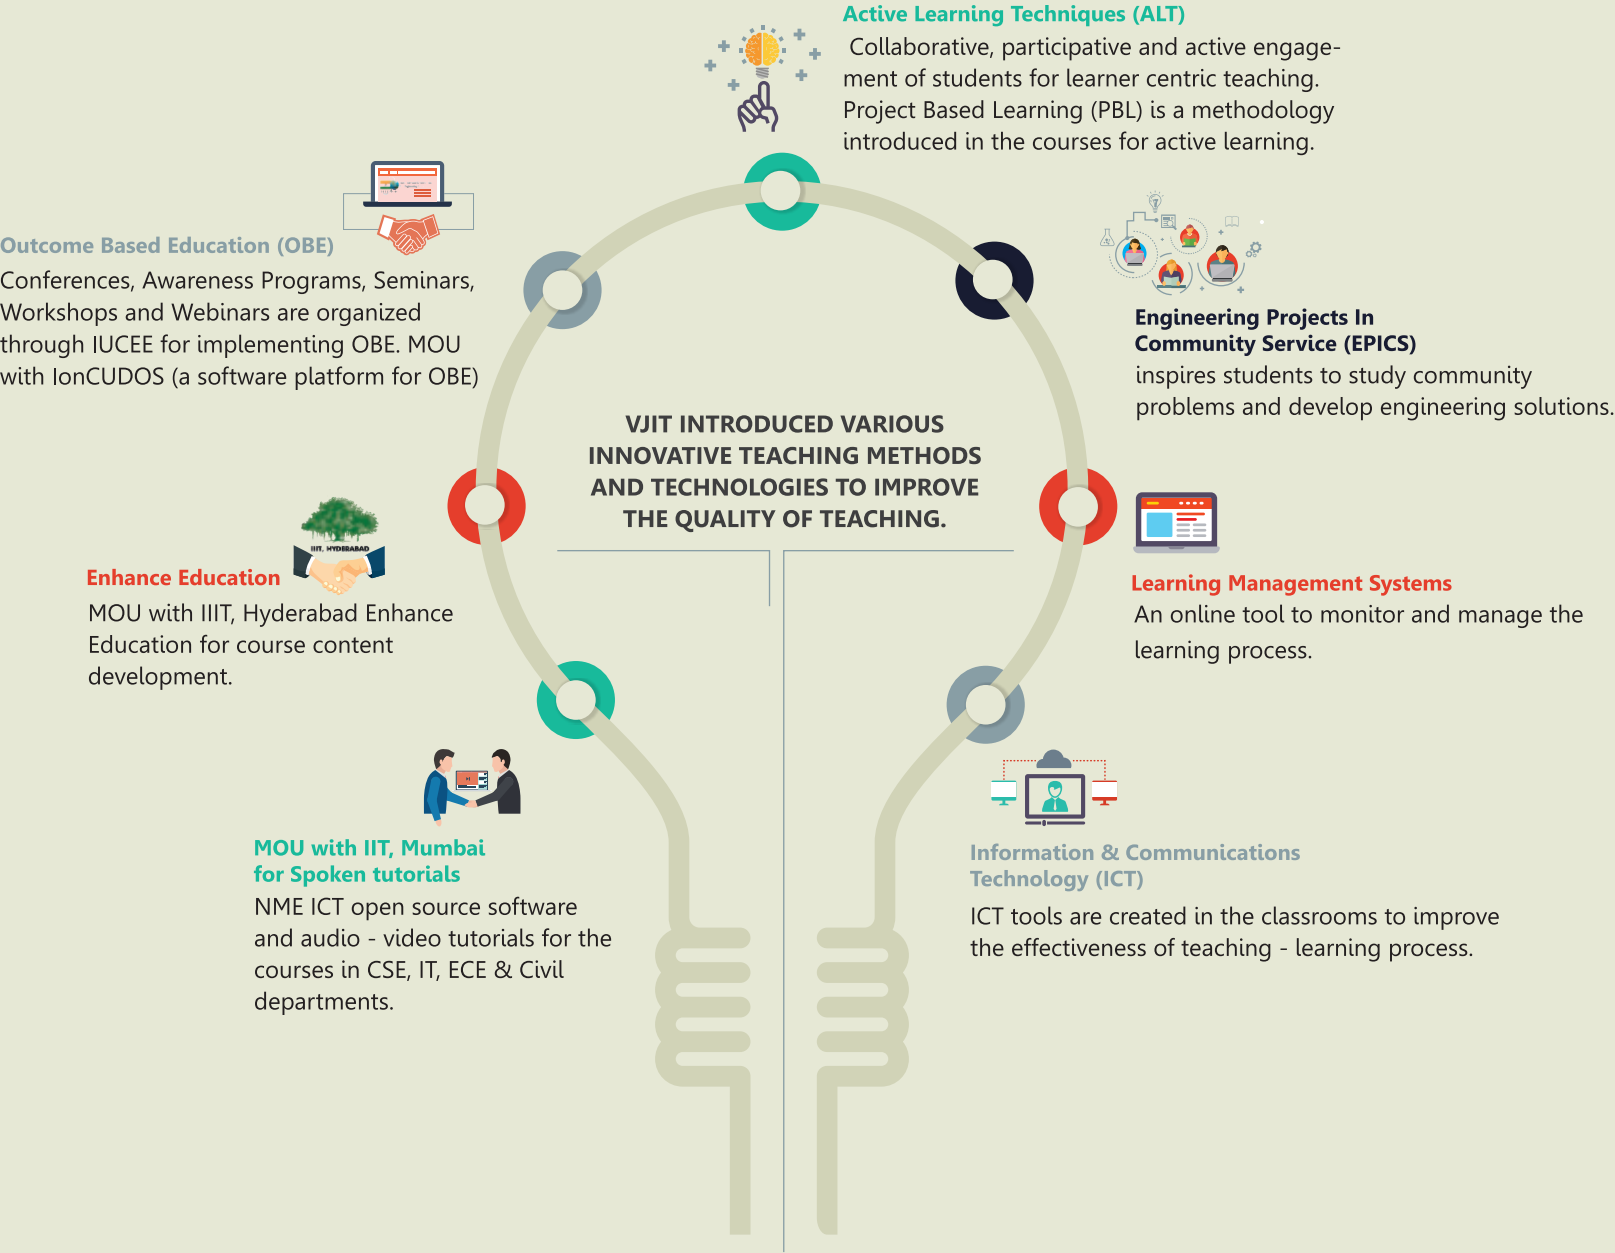 Active Learning Techniques (ALT)
Collaborative, participative and active engage-
ment of students for learner centric teaching.
Project Based Learning (PBL) is a methodology
introduced in the courses for active learning.
Outcome Based Education (OBE)
Conferences, Awareness Programs, Seminars,
Workshops and Webinars are organized
through IUCEE for implementing OBE. MOU
with IonCUDOS (a software platform for OBE)
Engineering Projects In
Community Service (EPICS)
inspires students to study community
problems and develop engineering solutions.
VJIT INTRODUCED VARIOUS
INNOVATIVE TEACHING METHODS
AND TECHNOLOGIES TO IMPROVE
THE QUALITY OF TEACHING.
IIIT, HYDERABAD
Enhance Education
MOU with IIIT, Hyderabad Enhance
Education for course content
development.
Learning Management Systems
An online tool to monitor and manage the
learning process.
MOU with IIT, Mumbai
for Spoken tutorials
NME ICT open source software
and audio - video tutorials for the
courses in CSE, IT, ECE & Civil
departments.
Information & Communications
Technology (ICT)
ICT tools are created in the classrooms to improve
the effectiveness of teaching - learning process.